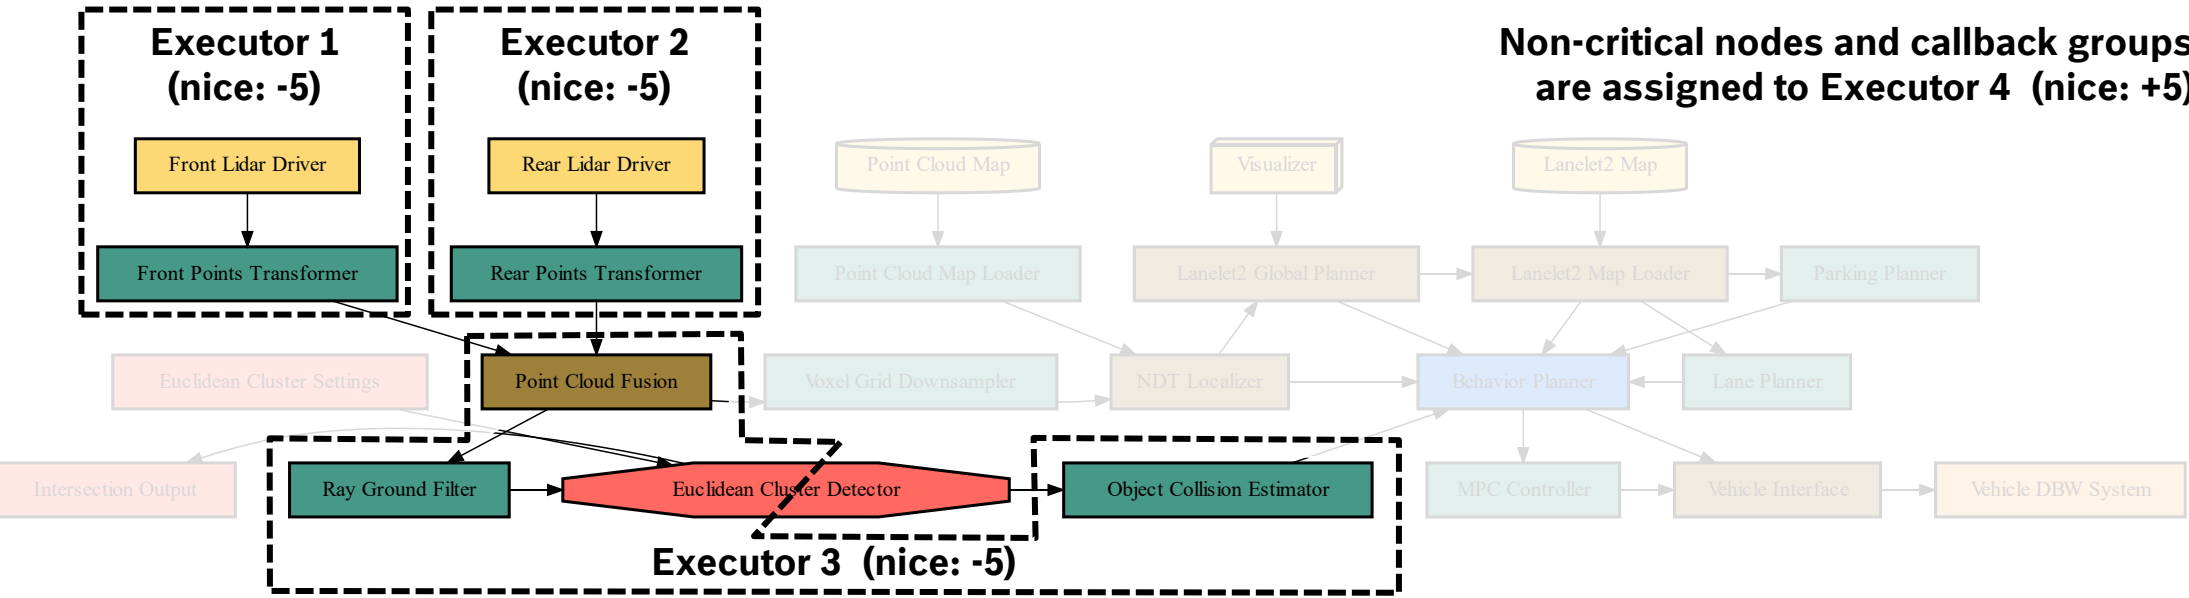 Executor 1
(nice: -5)
Executor 2
(nice: -5)
Non-critical nodes and callback groups
are assigned to Executor 4 (nice: +5)
Front Lidar Driver
Rear Lidar Driver
Point Cloud Map
Visualizer
Lanelet2 Map
Front Points Transformer
Rear Points Transformer
Point Cloud Map Loader
Lanelet2 Global Planner
Lanelet2 Map Loader
Parking Planner
Euclidean Cluster Settings
Point Cloud Fusion
Voxel Grid Downsampler
NDT Localizer
Behavior Planner
Lane Planner
Intersection Output
Ray Ground Filter
Euclidean Cluster Detector
Object Collision Estimator
MPC Controller
Vehicle Interface
Vehicle DBW System
Executor 3 (nice: -5)